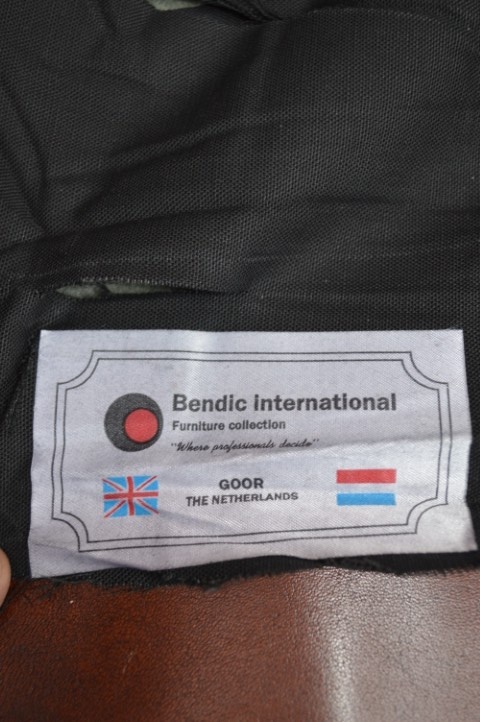 Bendic international
Furniture collection
"Where professionals decide"
GOOR
THE NETHERLANDS